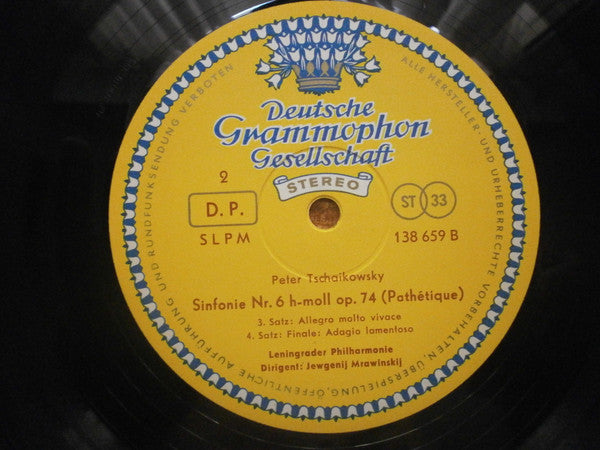 ALLE HERSTELLER- UND URHEBERRECHTE VORBEHALTEN, ÜBERSPIELUNG, ÖFFENTLICHE AUFFÜHRUNG UND RUNDFUNKSENDUNG VERBOTEN
Deutsche
Grammophon
Gesellschaft
STEREO
2
D. P.
ST 33
SLPM
138 659 B
Peter Tschaikowsky
Sinfonie Nr. 6 h-moll op. 74 (Pathétique)
3. Satz: Allegro molto vivace
4. Satz: Finale: Adagio lamentoso
Leningrader Philharmonie
Dirigent: Jewgenij Mrawinskij